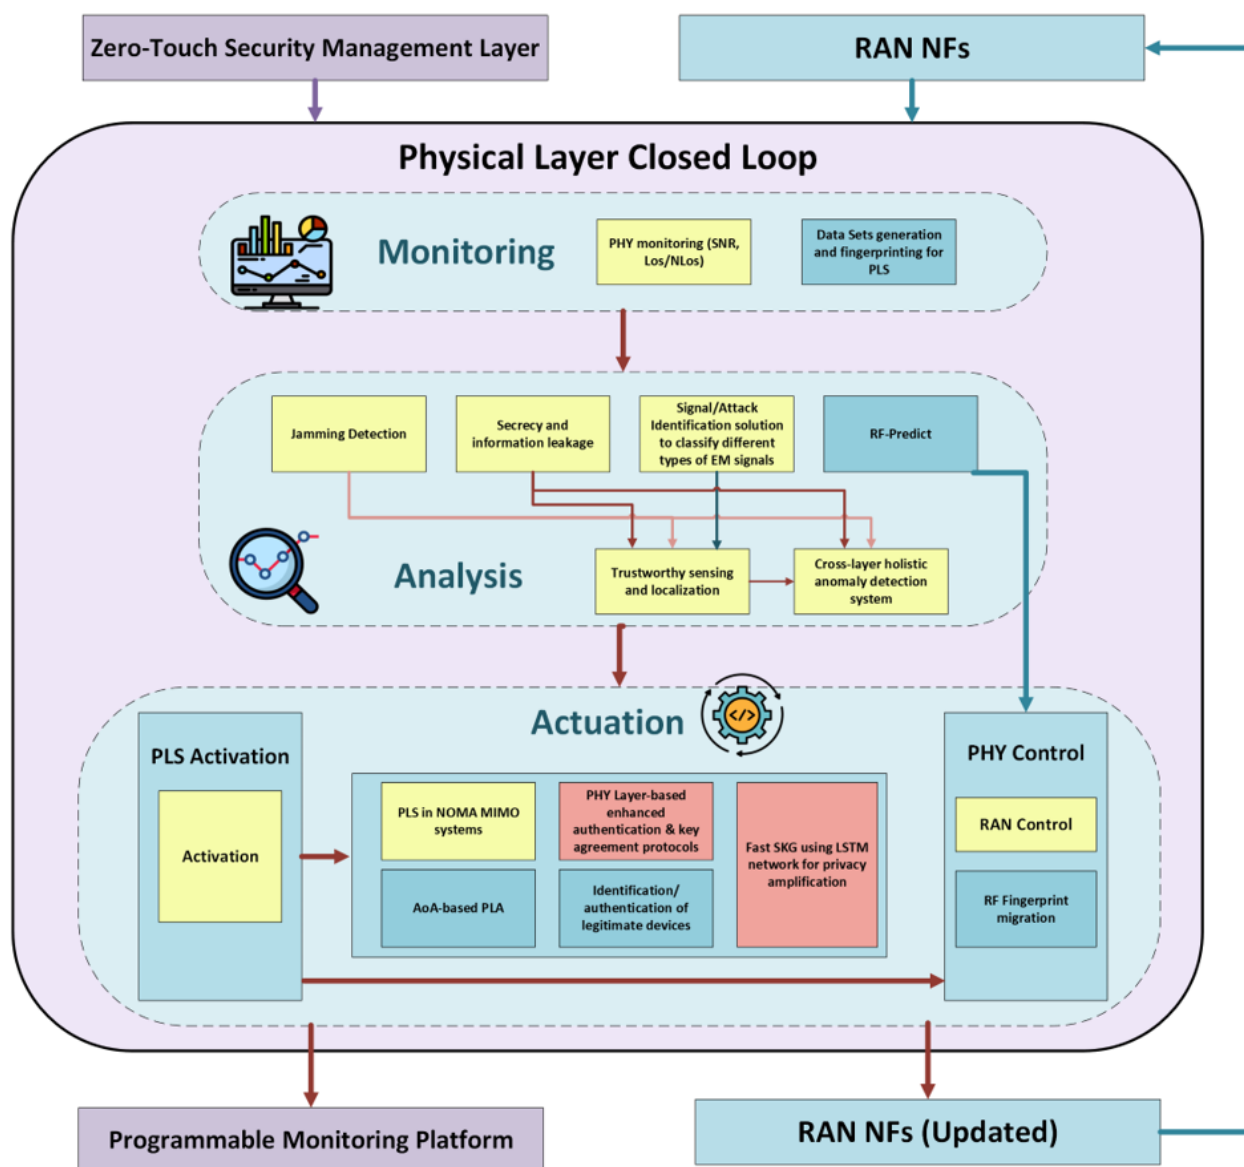 Zero-Touch Security Management Layer
RAN NFs
Physical Layer Closed Loop
Monitoring
PHY monitoring (SNR,
Los/NLos)
Data Sets generation
and fingerprinting for
PLS
Jamming Detection
Secrecy and
information leakage
Signal/Attack
Identification solution
to classify different
types of EM signals
RF-Predict
Analysis
Trustworthy sensing
and localization
Cross-layer holistic
anomaly detection
system
Actuation
</>
PLS Activation
Activation
PLS in NOMA MIMO
systems
PHY Layer-based
enhanced
authentication & key
agreement protocols
Fast SKG using LSTM
network for privacy
amplification
AoA-based PLA
Identification/
authentication of
legitimate devices
PHY Control
RAN Control
RF Fingerprint
migration
Programmable Monitoring Platform
RAN NFs (Updated)